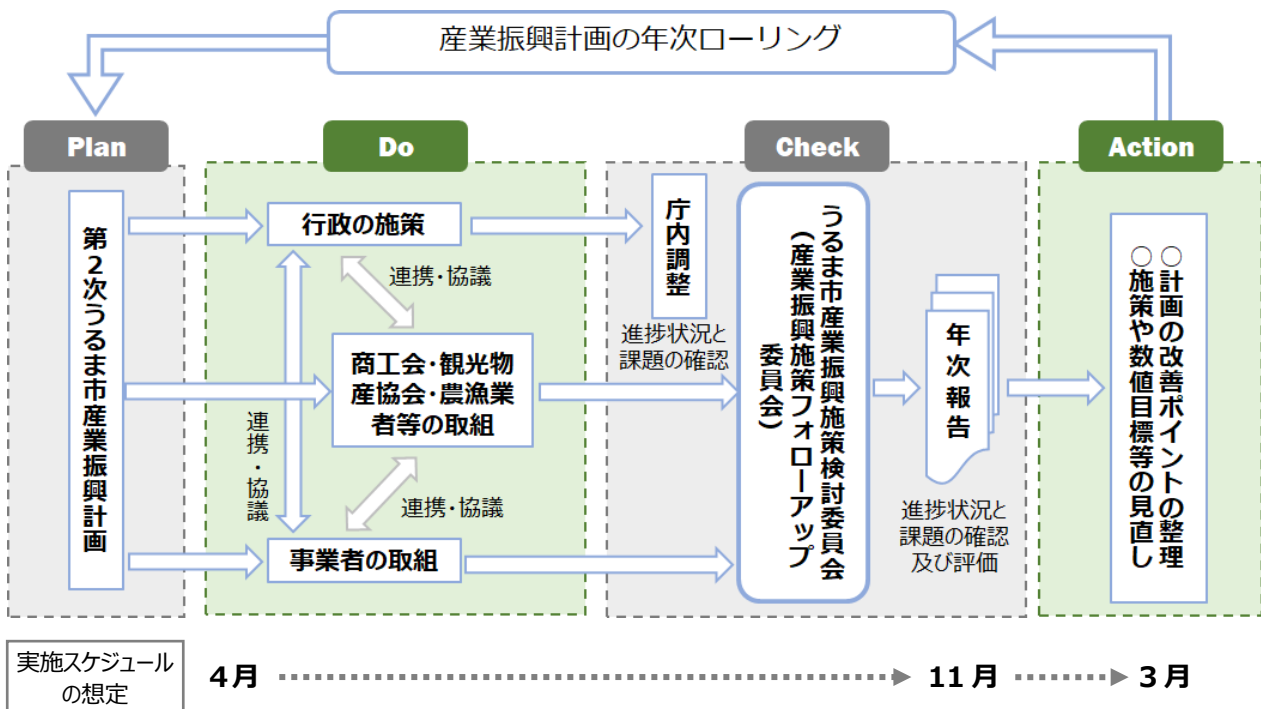 産業振興計画の年次ローリング
Plan
Do
Check
Action
第２次うるま市産業振興計画
行政の施策
連携・協議
商工会・観光物
産協会・農漁業
者等の取組
連携・協議
連携・協議
事業者の取組
庁内調整
進捗状況と
課題の確認
うるま市産業振興施策検討委員会
（産業振興施策フォローアップ
委員会）
年次報告
進捗状況と
課題の確認
及び評価
○計画の改善ポイントの整理
○施策や数値目標等の見直し
実施スケジュール
の想定
４月
11 月
３月